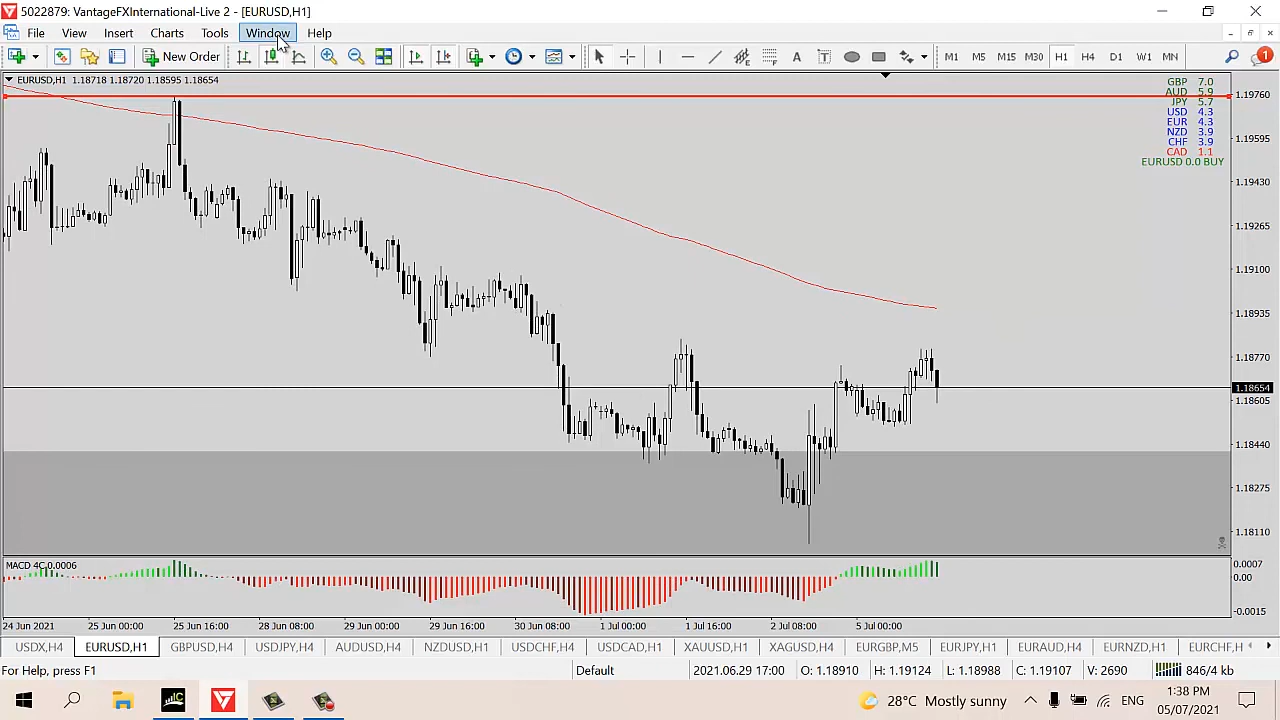 5022879: VantageFXInternational-Live 2 - [EURUSD,H1]
File View Insert Charts Tools Window Help
New Order A T M1 M5 M15 M30 H1 H4 D1 W1 MN 1
EURUSD,H1 1.18718 1.18720 1.18595 1.18654
GBP 7.0
AUD 5.9
JPY 5.7
USD 4.3
EUR 4.3
NZD 3.9
CHF 3.9
CAD 1.1
EURUSD 0.0 BUY
1.19760
1.19595
1.19430
1.19265
1.19100
1.18935
1.18770
1.18654
1.18605
1.18440
1.18275
1.18110
MACD 4C 0.0006
0.0007
0.00
-0.0015
24 Jun 2021 25 Jun 00:00 25 Jun 16:00 28 Jun 08:00 29 Jun 00:00 29 Jun 16:00 30 Jun 08:00 1 Jul 00:00 1 Jul 16:00 2 Jul 08:00 5 Jul 00:00
USDX,H4 EURUSD,H1 GBPUSD,H4 USDJPY,H4 AUDUSD,H4 NZDUSD,H1 USDCHF,H4 USDCAD,H1 XAUUSD,H1 XAGUSD,H4 EURGBP,M5 EURJPY,H1 EURAUD,H4 EURNZD,H1 EURCHF,H
For Help, press F1 Default 2021.06.29 17:00 O: 1.18910 H: 1.19124 L: 1.18988 C: 1.19107 V: 2690 846/4 kb
28°C Mostly sunny ENG 1:38 PM
05/07/2021